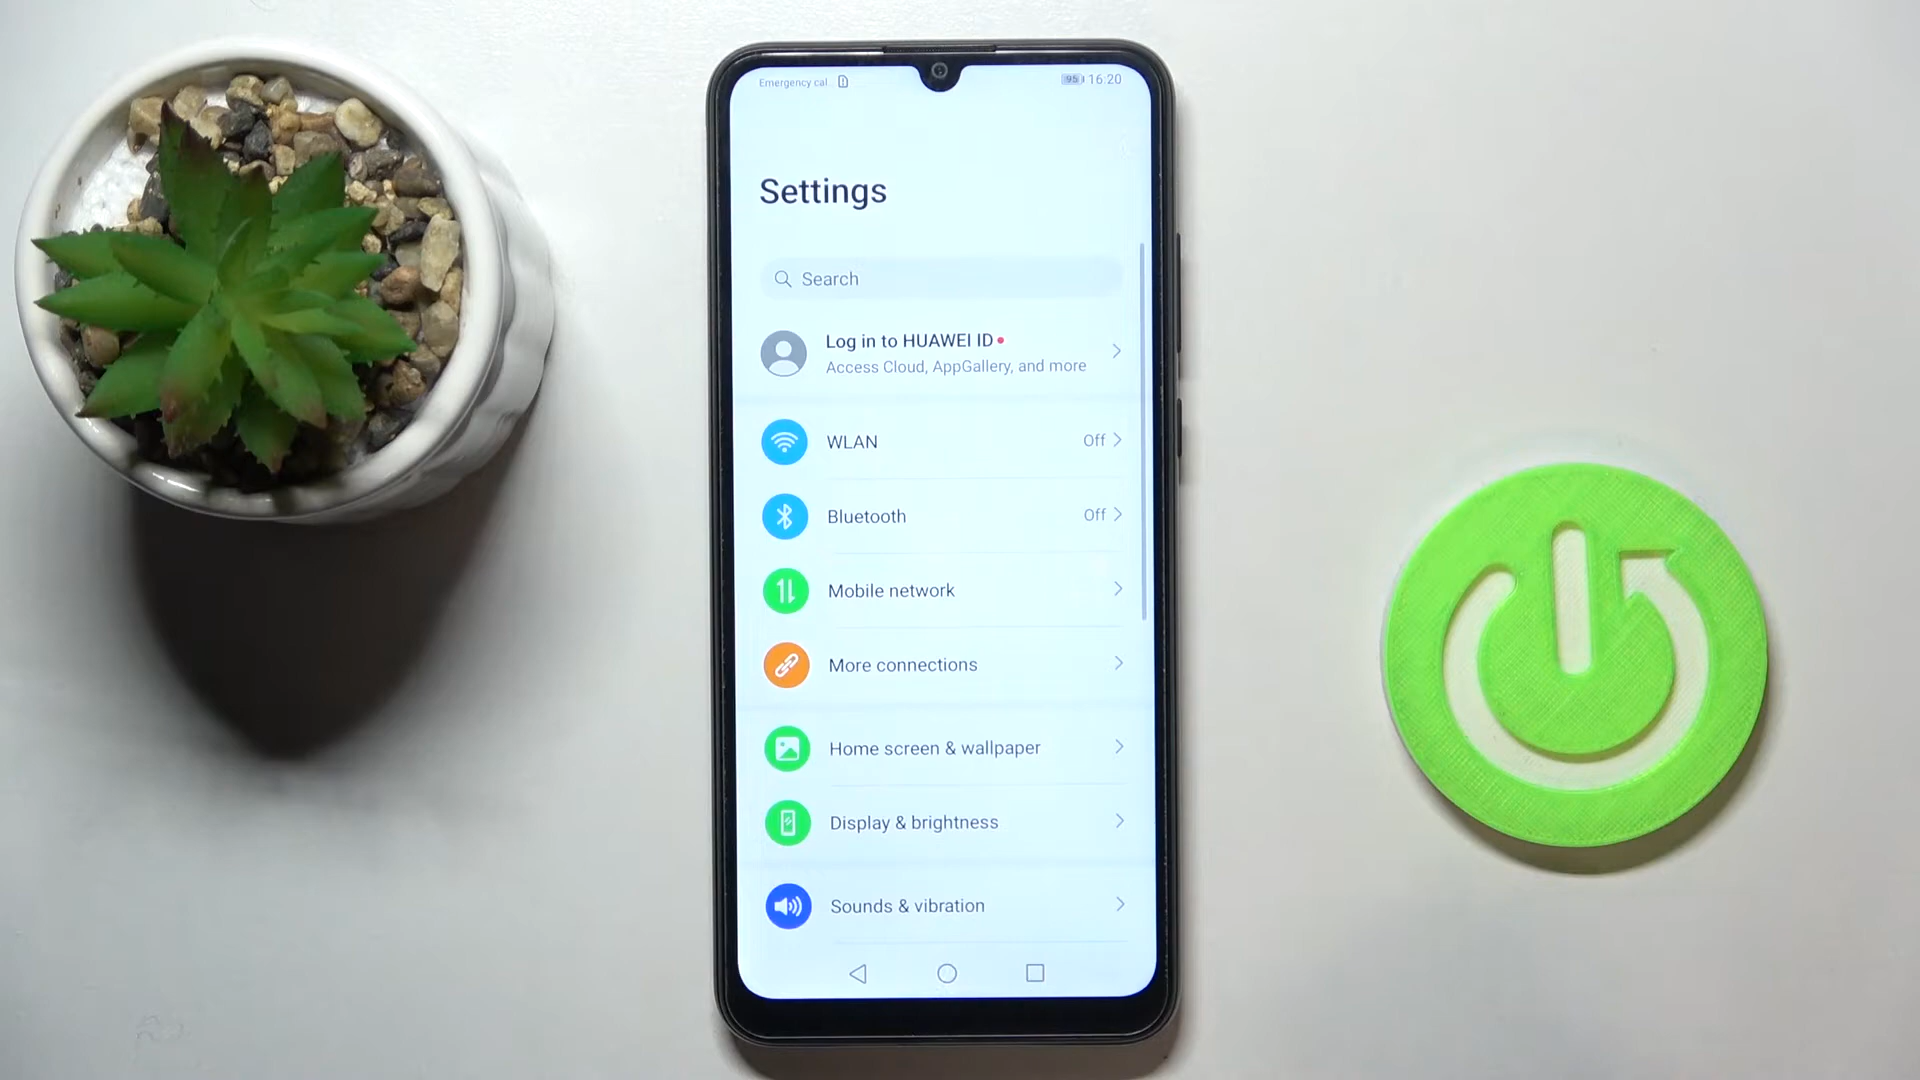 Emergency cal
95 16:20
Settings
Search
Log in to HUAWEI ID
Access Cloud, AppGallery, and more
WLAN
Off
Bluetooth
Off
Mobile network
More connections
Home screen & wallpaper
Display & brightness
Sounds & vibration